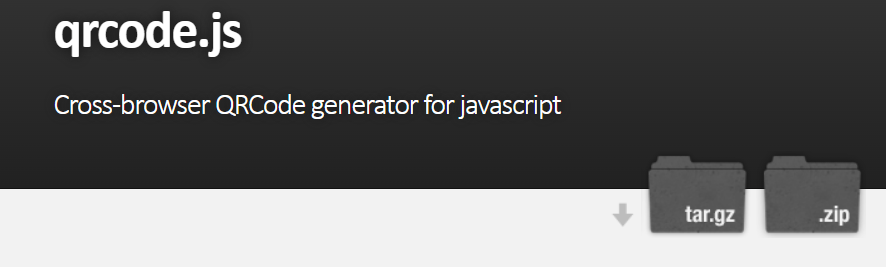 qrcode.js
Cross-browser QRCode generator for javascript
tar.gz
.zip